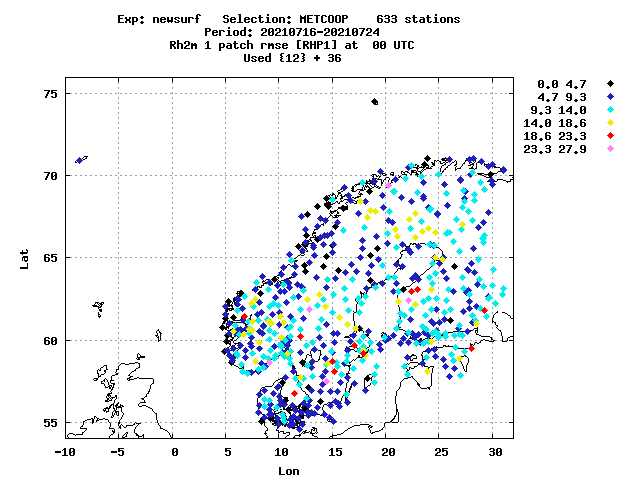 Exp: newsurf   Selection: METCOOP    633 stations
Period: 20210716-20210724
Rh2m 1 patch rmse [RHP1] at  00 UTC
Used {12} + 36
0.0 4.7
4.7 9.3
9.3 14.0
14.0 18.6
18.6 23.3
23.3 27.9
75
70
65
60
55
Lat
-10 -5 0 5 10 15 20 25 30
Lon